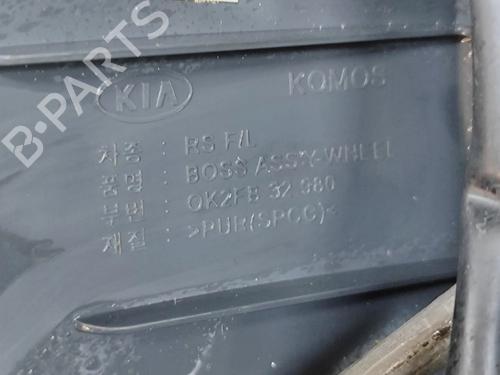 B-PARTS
KIA KOMOS
차종 : RS F/L
품명 : BOSS ASS'Y-WHEEL
부번 : 0K2FB 32 980
재질 : >PUR(SPCC)<